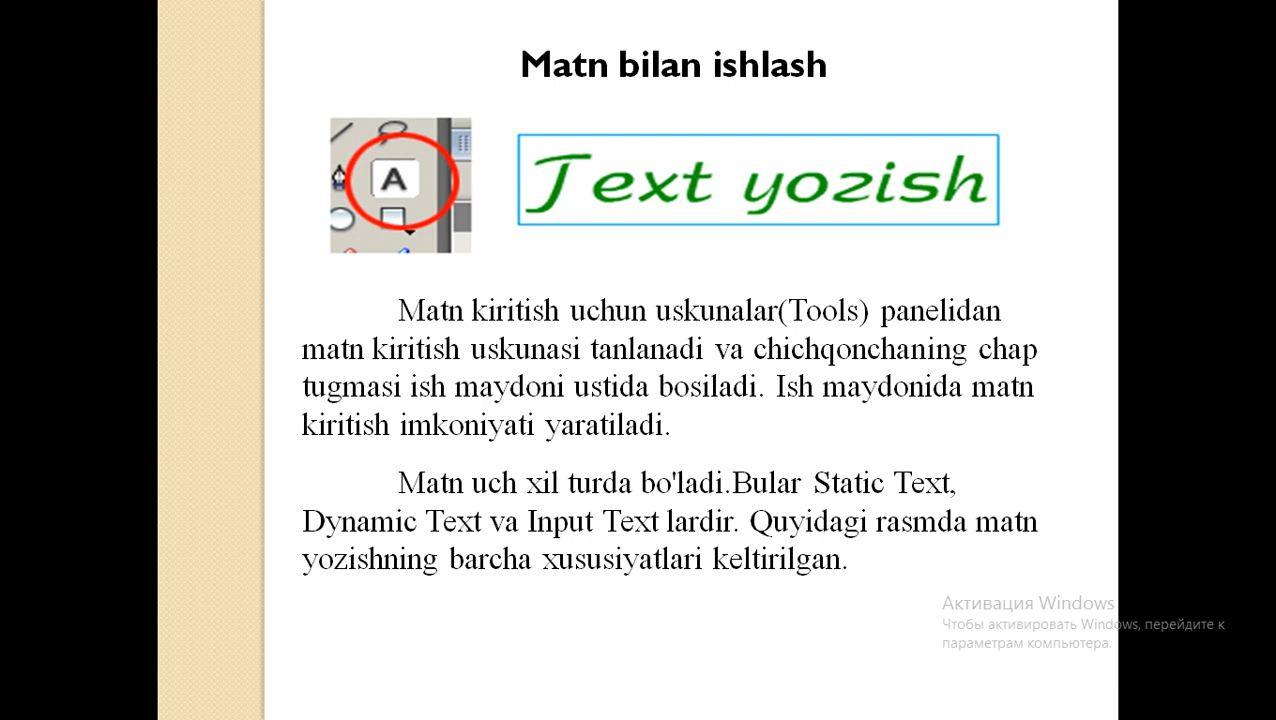 Matn bilan ishlash
A
Text yozish
Matn kiritish uchun uskunalar(Tools) panelidan
matn kiritish uskunasi tanlanadi va chichqonchaning chap
tugmasi ish maydoni ustida bosiladi. Ish maydonida matn
kiritish imkoniyati yaratiladi.
Matn uch xil turda bo'ladi.Bular Static Text,
Dynamic Text va Input Text lardir. Quyidagi rasmda matn
yozishning barcha xususiyatlari keltirilgan.
Активация Windows
Чтобы активировать Windows, перейдите к
параметрам компьютера.